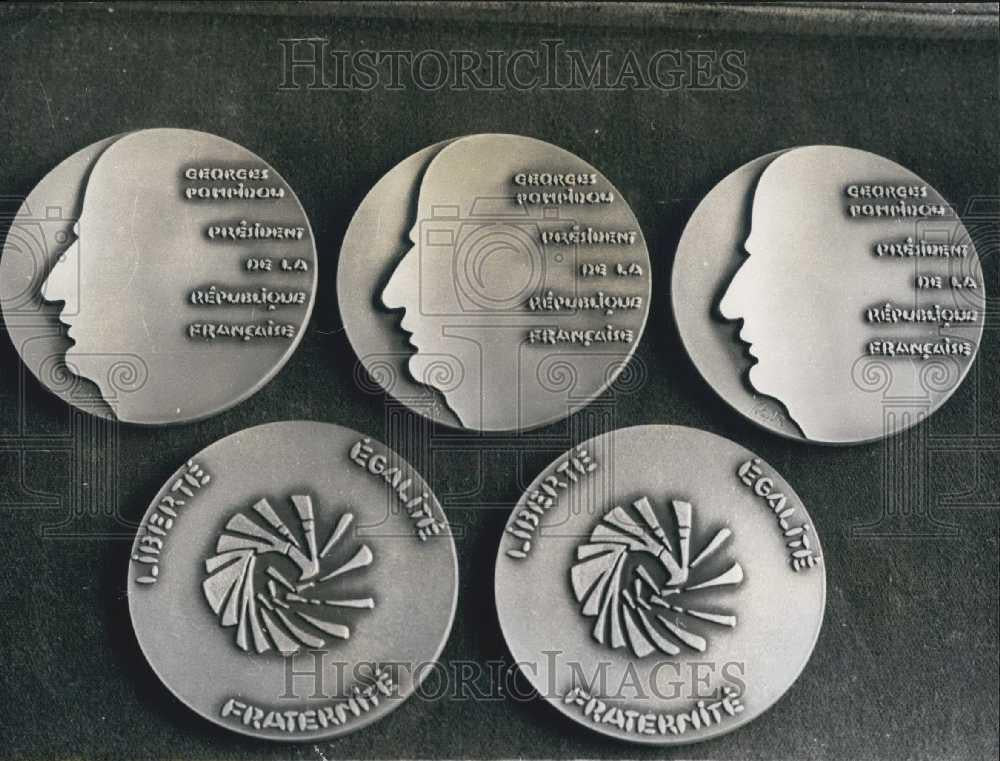 HISTORICIMAGES
GEORGES
POMPIDOU
PRÉSIDENT
DE LA
RÉPUBLIQUE
FRANÇAISE
GEORGES
POMPIDOU
PRÉSIDENT
DE LA
RÉPUBLIQUE
FRANÇAISE
GEORGES
POMPIDOU
PRÉSIDENT
DE LA
RÉPUBLIQUE
FRANÇAISE
LIBERTÉ
ÉGALITÉ
FRATERNITÉ
LIBERTÉ
ÉGALITÉ
FRATERNITÉ
HISTORICIMAGES